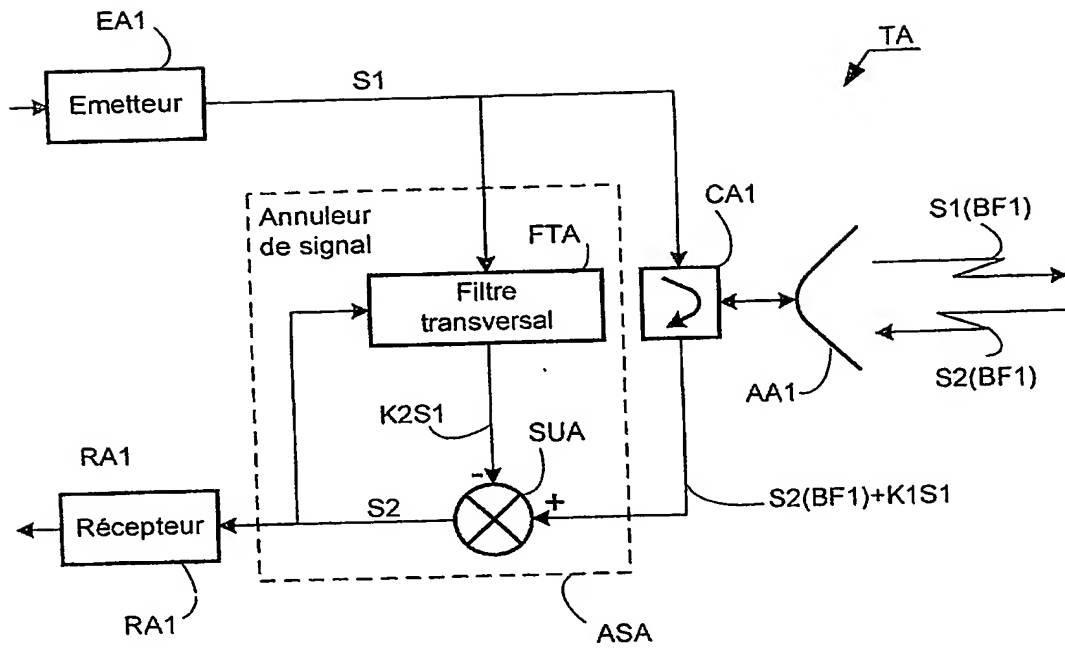 EA1
TA
Emetteur
S1
CA1
S1(BF1)
Annuleur
de signal
FTA
Filtre
transversal
S2(BF1)
AA1
K2S1
SUA
RA1
-
+
S2(BF1)+K1S1
S2
Récepteur
RA1
ASA